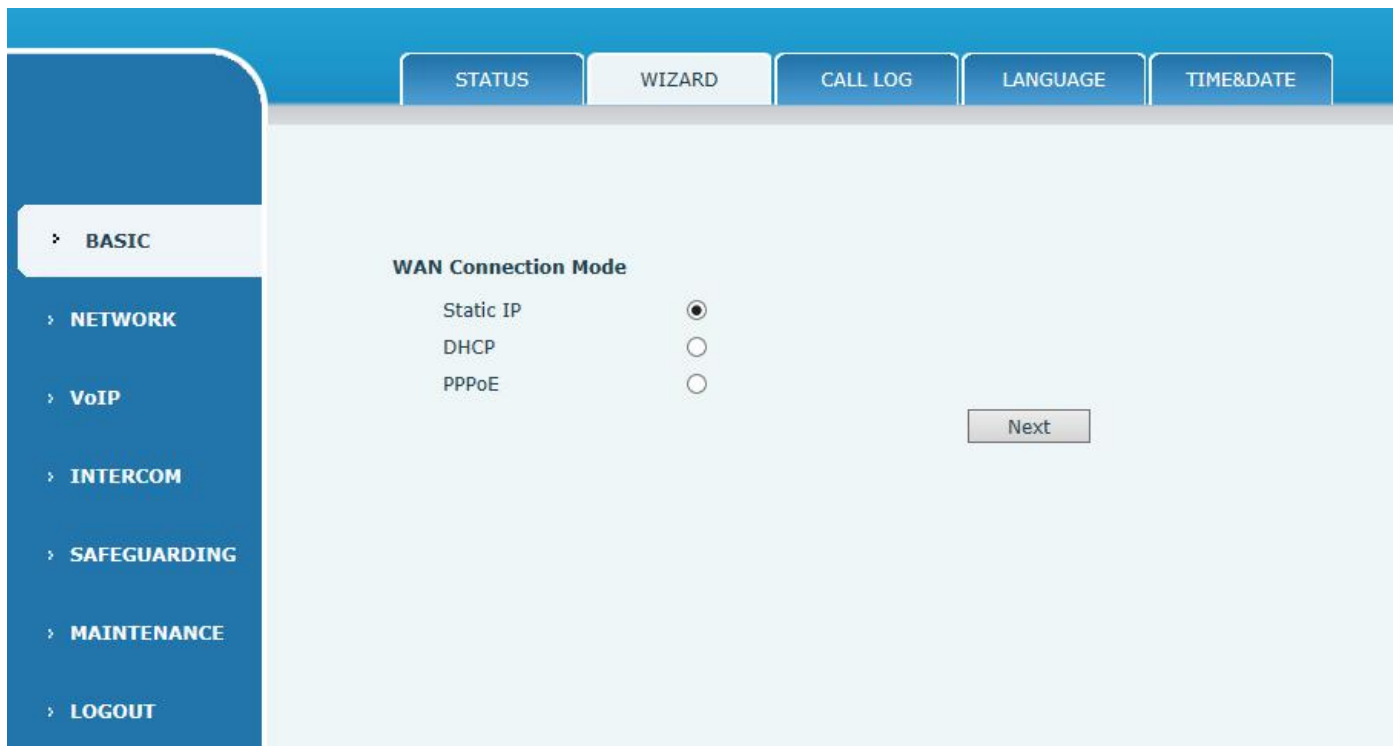 STATUS WIZARD CALL LOG LANGUAGE TIME&DATE
BASIC
NETWORK
VoIP
INTERCOM
SAFEGUARDING
MAINTENANCE
LOGOUT
WAN Connection Mode
Static IP
DHCP
PPPoE
Next